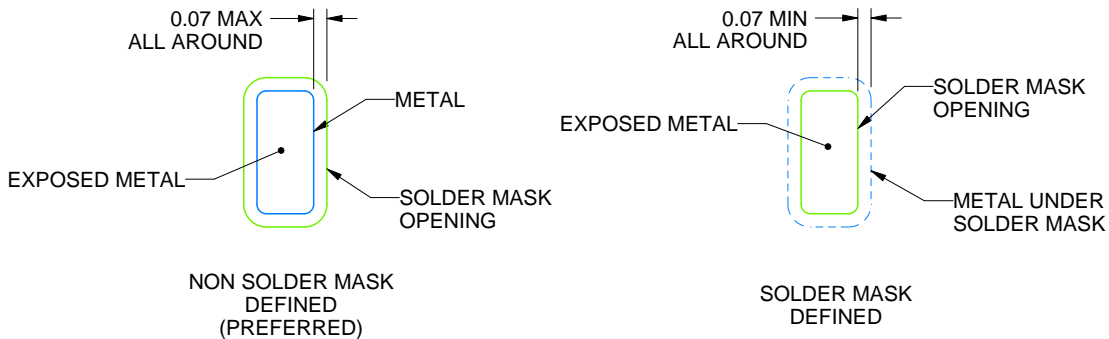 0.07 MAX
ALL AROUND
METAL
EXPOSED METAL
SOLDER MASK
OPENING
NON SOLDER MASK
DEFINED
(PREFERRED)
0.07 MIN
ALL AROUND
SOLDER MASK
OPENING
EXPOSED METAL
METAL UNDER
SOLDER MASK
SOLDER MASK
DEFINED